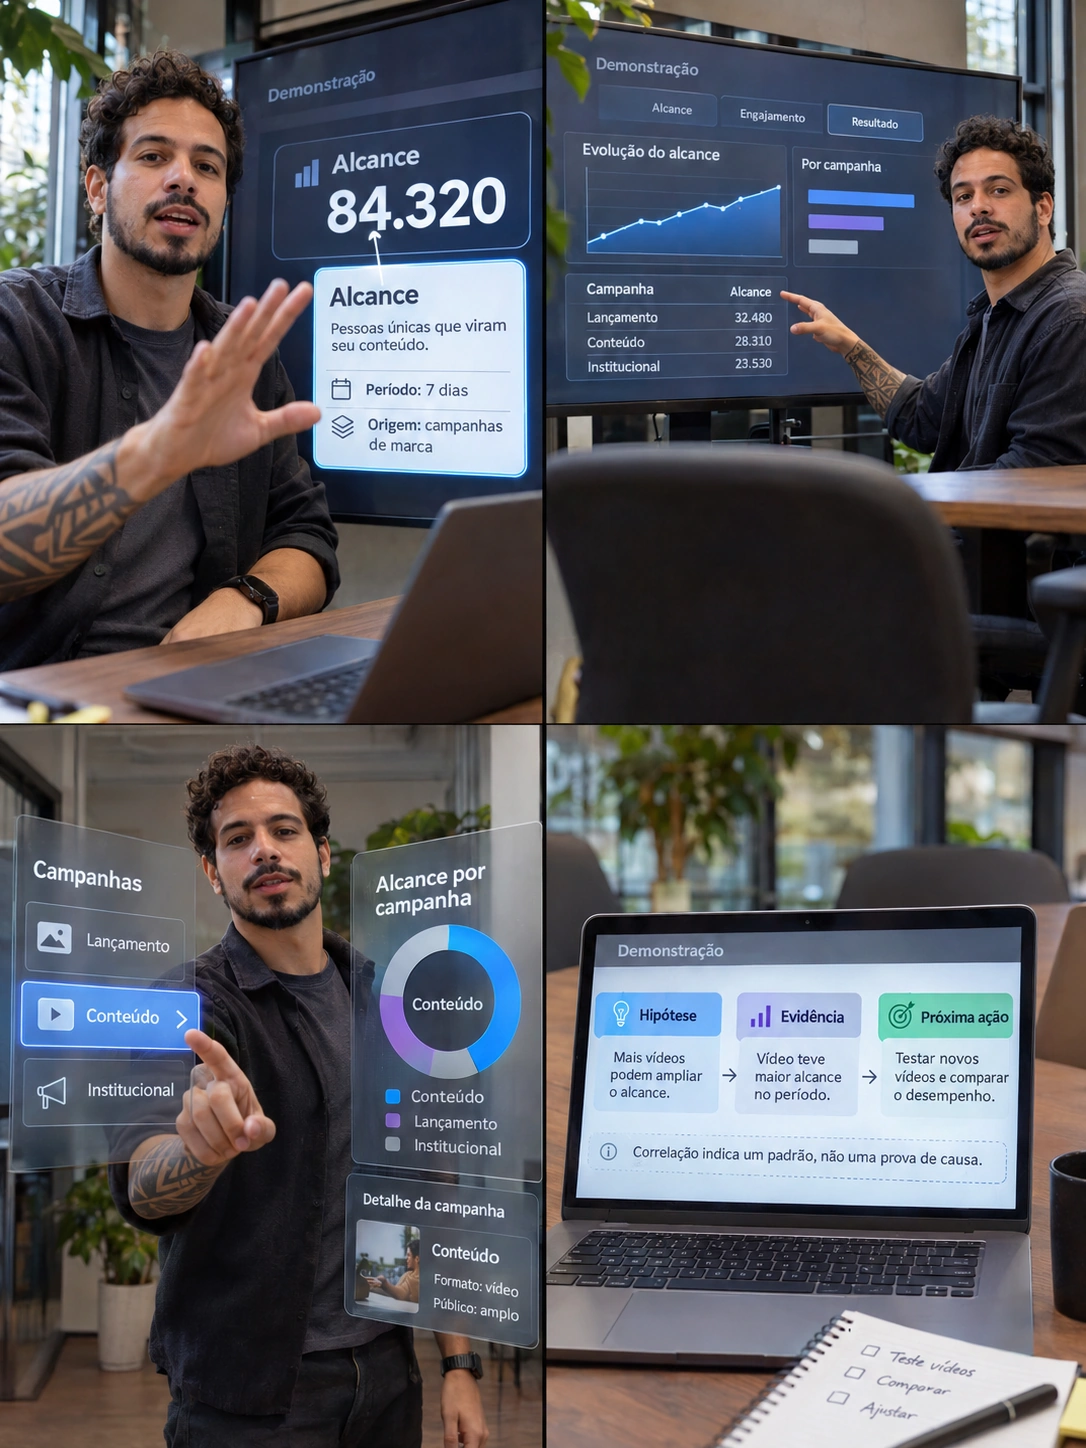 Demonstração
Alcance
84.320
Alcance
Pessoas únicas que viram
seu conteúdo.
Período: 7 dias
Origem: campanhas
de marca
Demonstração
Alcance
Engajamento
Resultado
Evolução do alcance
Por campanha
Campanha Alcance
Lançamento 32.480
Conteúdo 28.310
Institucional 23.530
Campanhas
Lançamento
Conteúdo
Institucional
Alcance por
campanha
Conteúdo
Conteúdo
Lançamento
Institucional
Detalhe da campanha
Conteúdo
Formato: vídeo
Público: amplo
Demonstração
Hipótese
Mais vídeos
podem ampliar
o alcance.
Evidência
Vídeo teve
maior alcance
no período.
Próxima ação
Testar novos
vídeos e comparar
o desempenho.
Correlação indica um padrão, não uma prova de causa.
Teste vídeos
Comparar
Ajustar